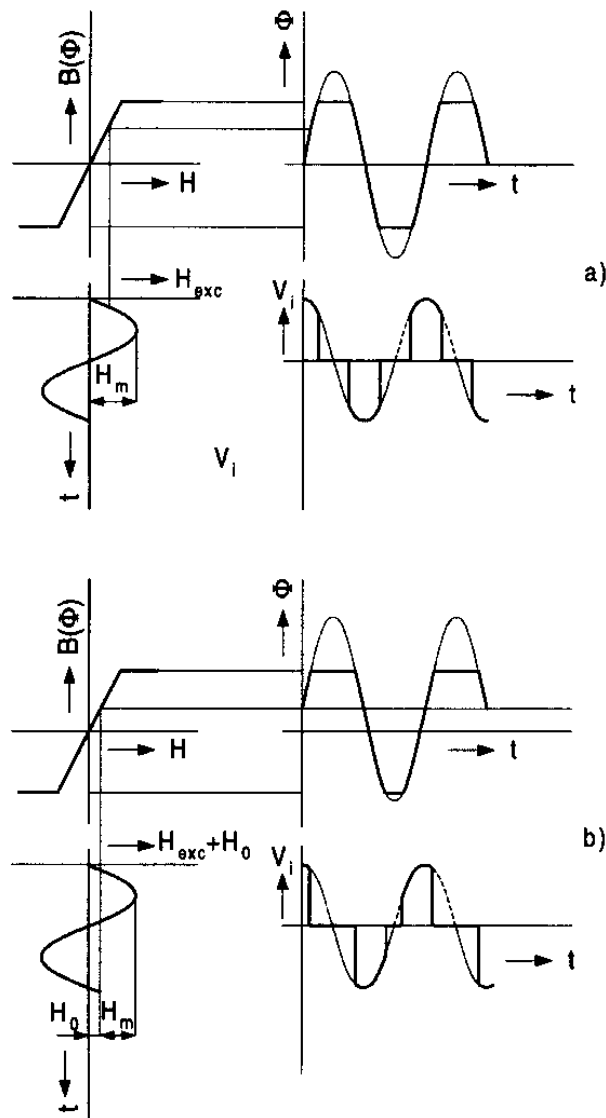 B(Φ)
Φ
H
t
a)
H_exc
V_i
H_m
t
t
V_i
B(Φ)
Φ
H
t
b)
H_exc+H_0
V_i
t
H_0 H_m
t